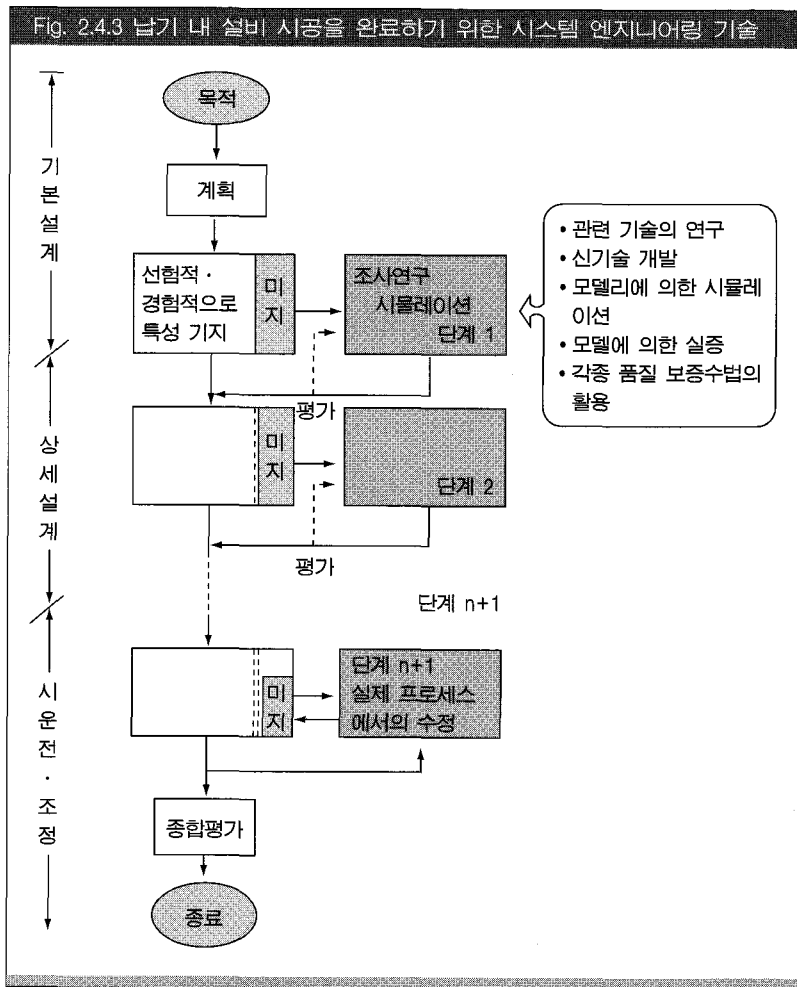 Fig. 2.4.3 납기 내 설비 시공을 완료하기 위한 시스템 엔지니어링 기술
기본설계
목적
계획
선험적·
경험적으로
특성 기지
미지
조사연구
시뮬레이션
단계 1
• 관련 기술의 연구
• 신기술 개발
• 모델리에 의한 시뮬레
이션
• 모델에 의한 실증
• 각종 품질 보증수법의
활용
평가
상세설계
미지
단계 2
평가
단계 n+1
시운전·조정
미지
단계 n+1
실제 프로세스
에서의 수정
종합평가
종료